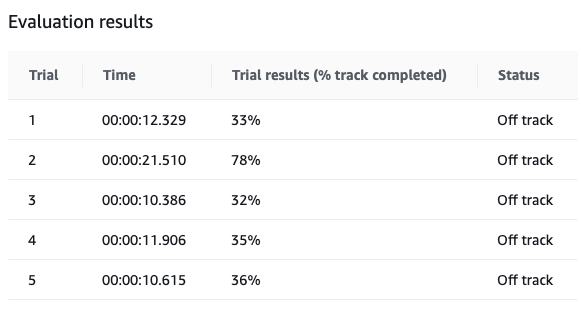 Evaluation results
Trial Time Trial results (% track completed) Status
1 00:00:12.329 33% Off track
2 00:00:21.510 78% Off track
3 00:00:10.386 32% Off track
4 00:00:11.906 35% Off track
5 00:00:10.615 36% Off track